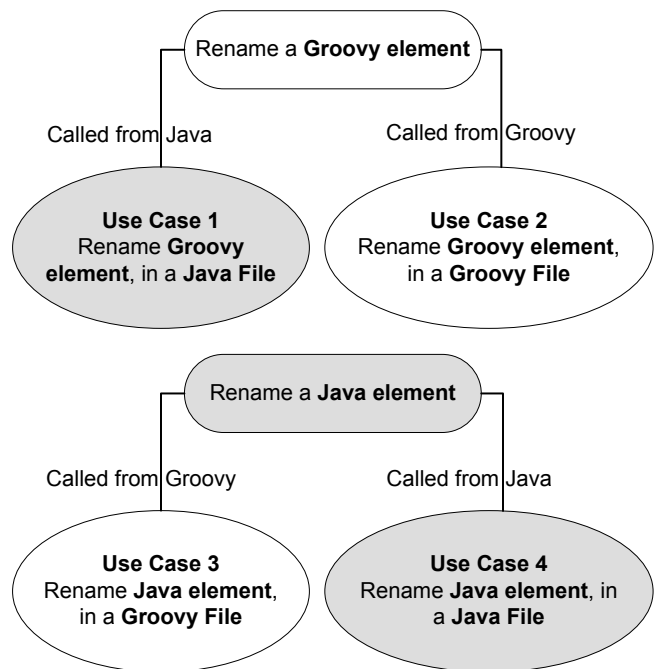 Rename a Groovy element
Called from Java
Called from Groovy
Use Case 1
Rename Groovy
element, in a Java File
Use Case 2
Rename Groovy element,
in a Groovy File
Rename a Java element
Called from Groovy
Called from Java
Use Case 3
Rename Java element,
in a Groovy File
Use Case 4
Rename Java element, in
a Java File